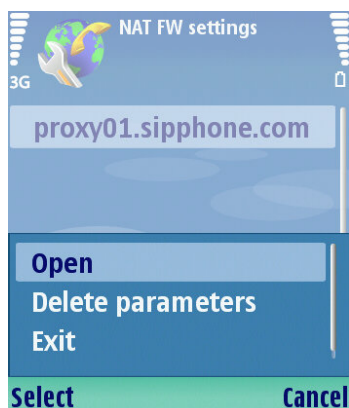 NAT FW settings
3G
proxy01.sipphone.com
Open
Delete parameters
Exit
Select Cancel